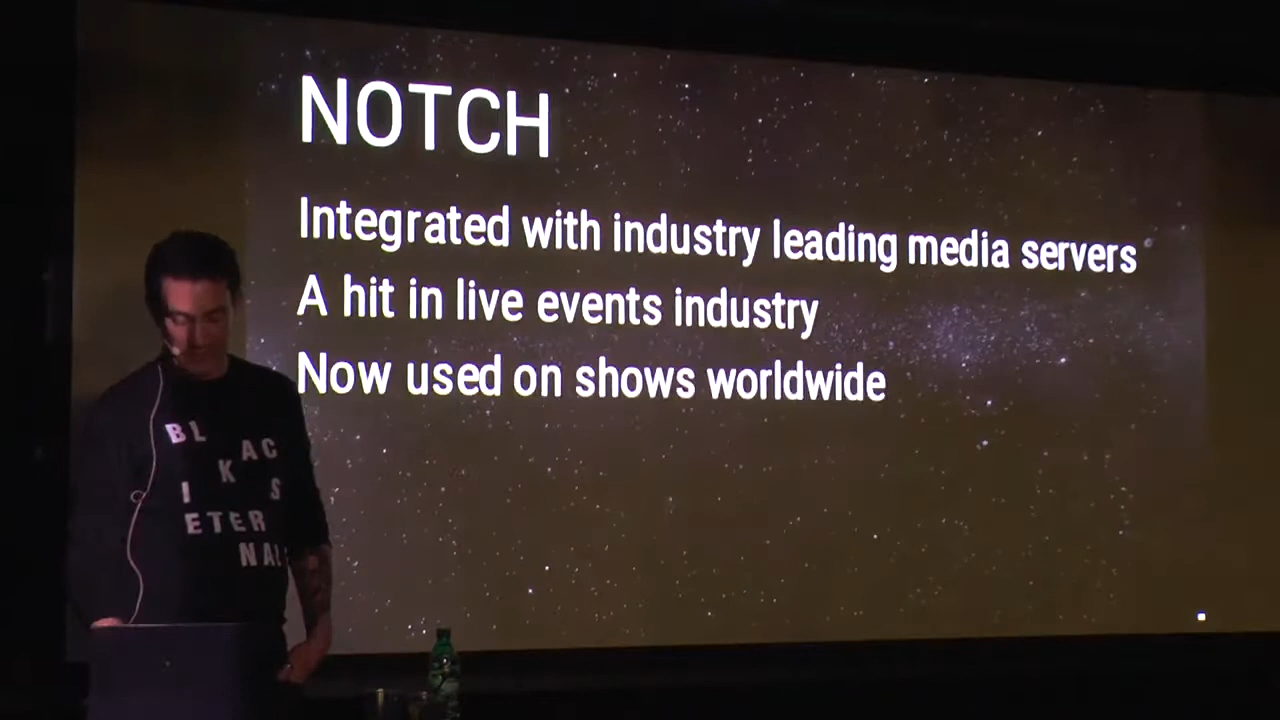 NOTCH
Integrated with industry leading media servers
A hit in live events industry
Now used on shows worldwide
BL
AC
K
I S
ETER
NAL